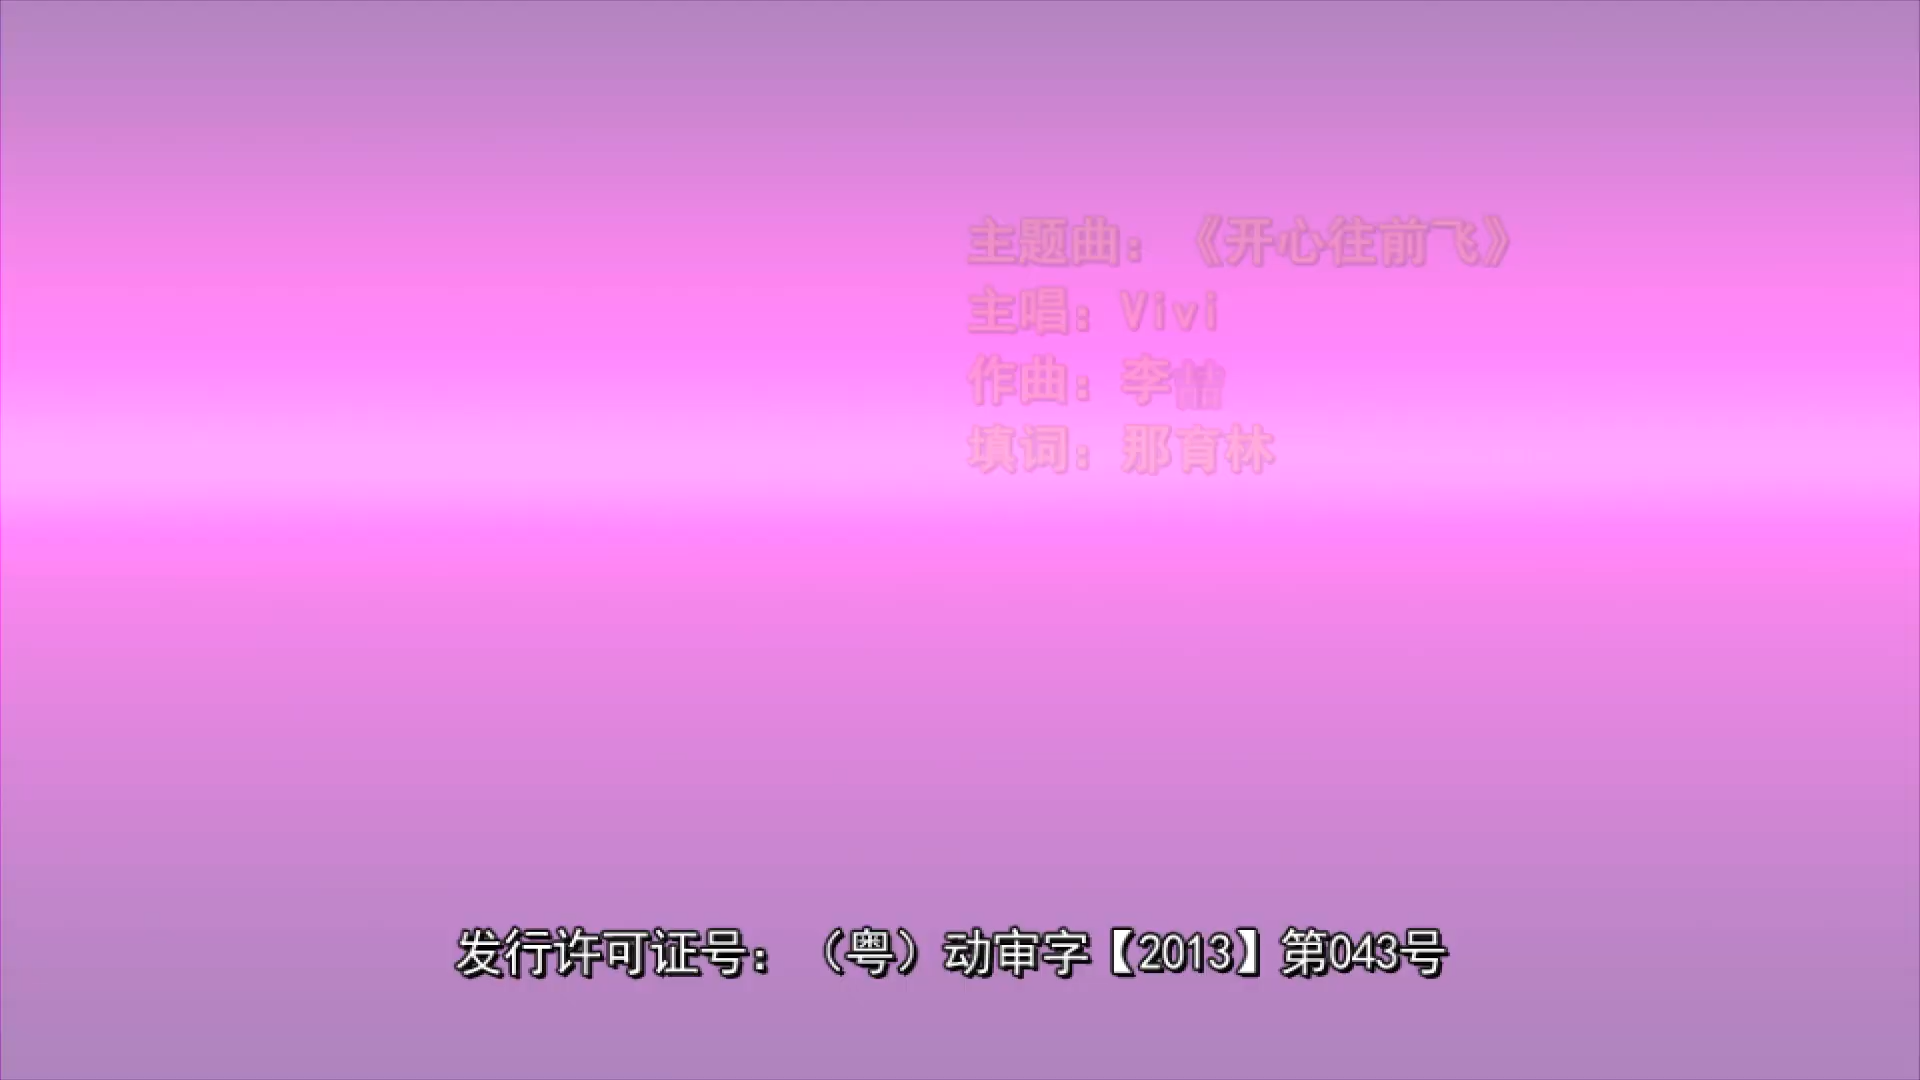 主题曲：《开心往前飞》
主唱：Vivi
作曲：李喆
填词：那育林
发行许可证号：（粤）动审字【2013】第043号